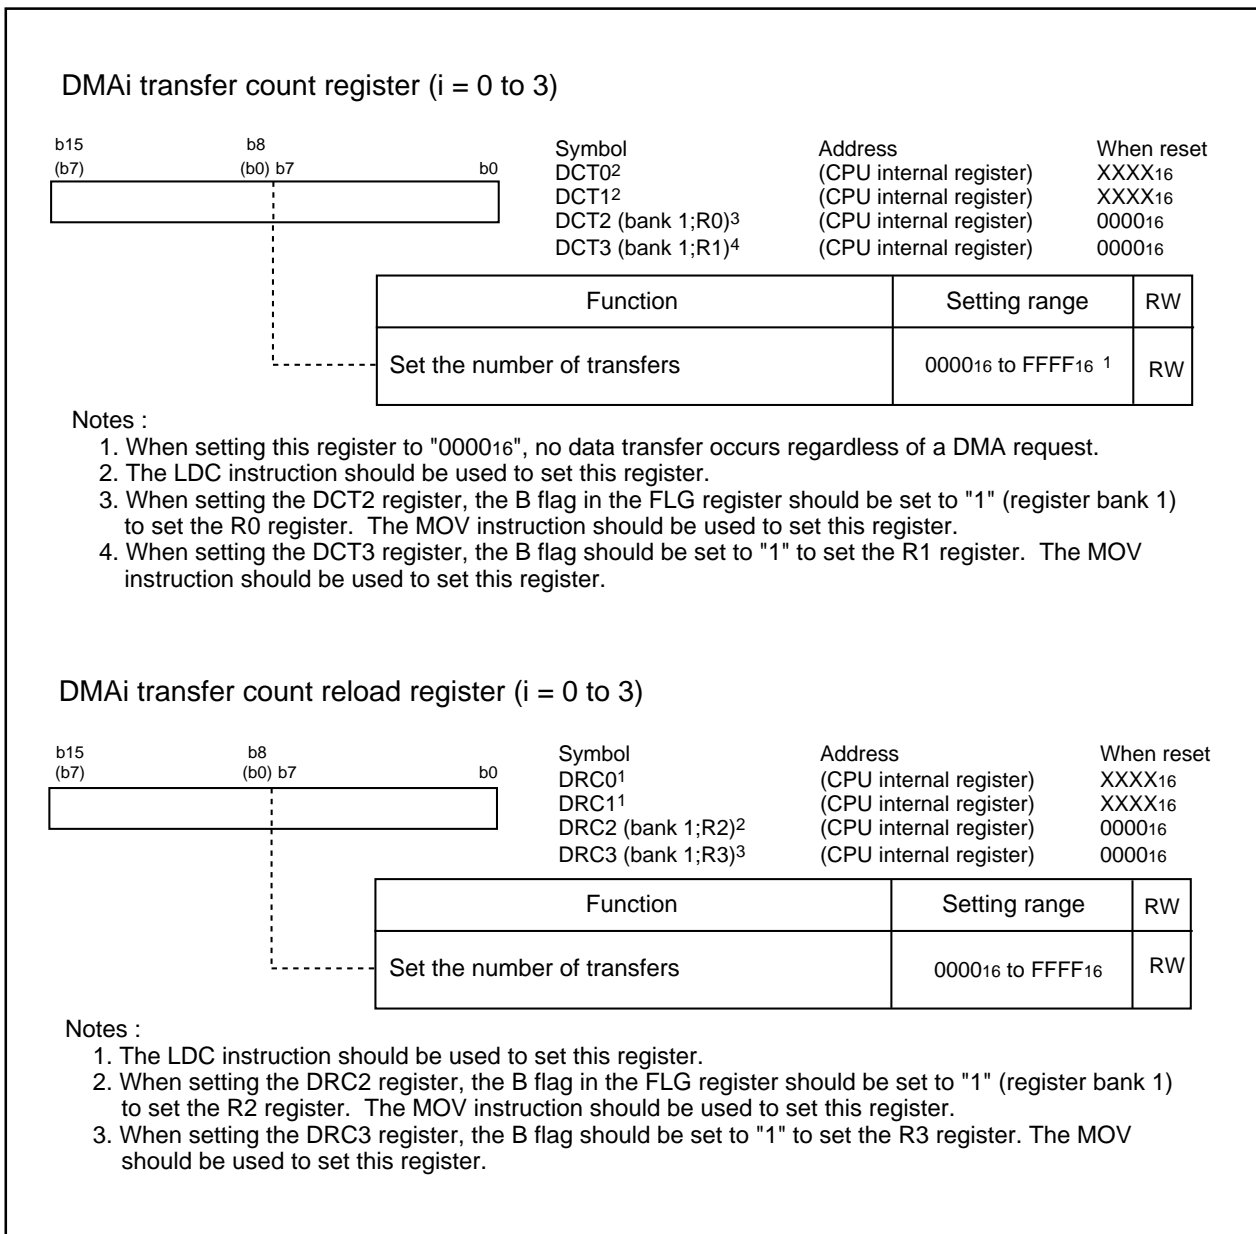 DMAi transfer count register (i = 0 to 3)
b15 b8
(b7) (b0) b7 b0
Symbol Address When reset
DCT0² (CPU internal register) XXXX₁₆
DCT1² (CPU internal register) XXXX₁₆
DCT2 (bank 1;R0)³ (CPU internal register) 0000₁₆
DCT3 (bank 1;R1)⁴ (CPU internal register) 0000₁₆
Function Setting range RW
Set the number of transfers 0000₁₆ to FFFF₁₆ ¹ RW
Notes :
1. When setting this register to "0000₁₆", no data transfer occurs regardless of a DMA request.
2. The LDC instruction should be used to set this register.
3. When setting the DCT2 register, the B flag in the FLG register should be set to "1" (register bank 1)
to set the R0 register. The MOV instruction should be used to set this register.
4. When setting the DCT3 register, the B flag should be set to "1" to set the R1 register. The MOV
instruction should be used to set this register.
DMAi transfer count reload register (i = 0 to 3)
b15 b8
(b7) (b0) b7 b0
Symbol Address When reset
DRC0¹ (CPU internal register) XXXX₁₆
DRC1¹ (CPU internal register) XXXX₁₆
DRC2 (bank 1;R2)² (CPU internal register) 0000₁₆
DRC3 (bank 1;R3)³ (CPU internal register) 0000₁₆
Function Setting range RW
Set the number of transfers 0000₁₆ to FFFF₁₆ RW
Notes :
1. The LDC instruction should be used to set this register.
2. When setting the DRC2 register, the B flag in the FLG register should be set to "1" (register bank 1)
to set the R2 register. The MOV instruction should be used to set this register.
3. When setting the DRC3 register, the B flag should be set to "1" to set the R3 register. The MOV
should be used to set this register.